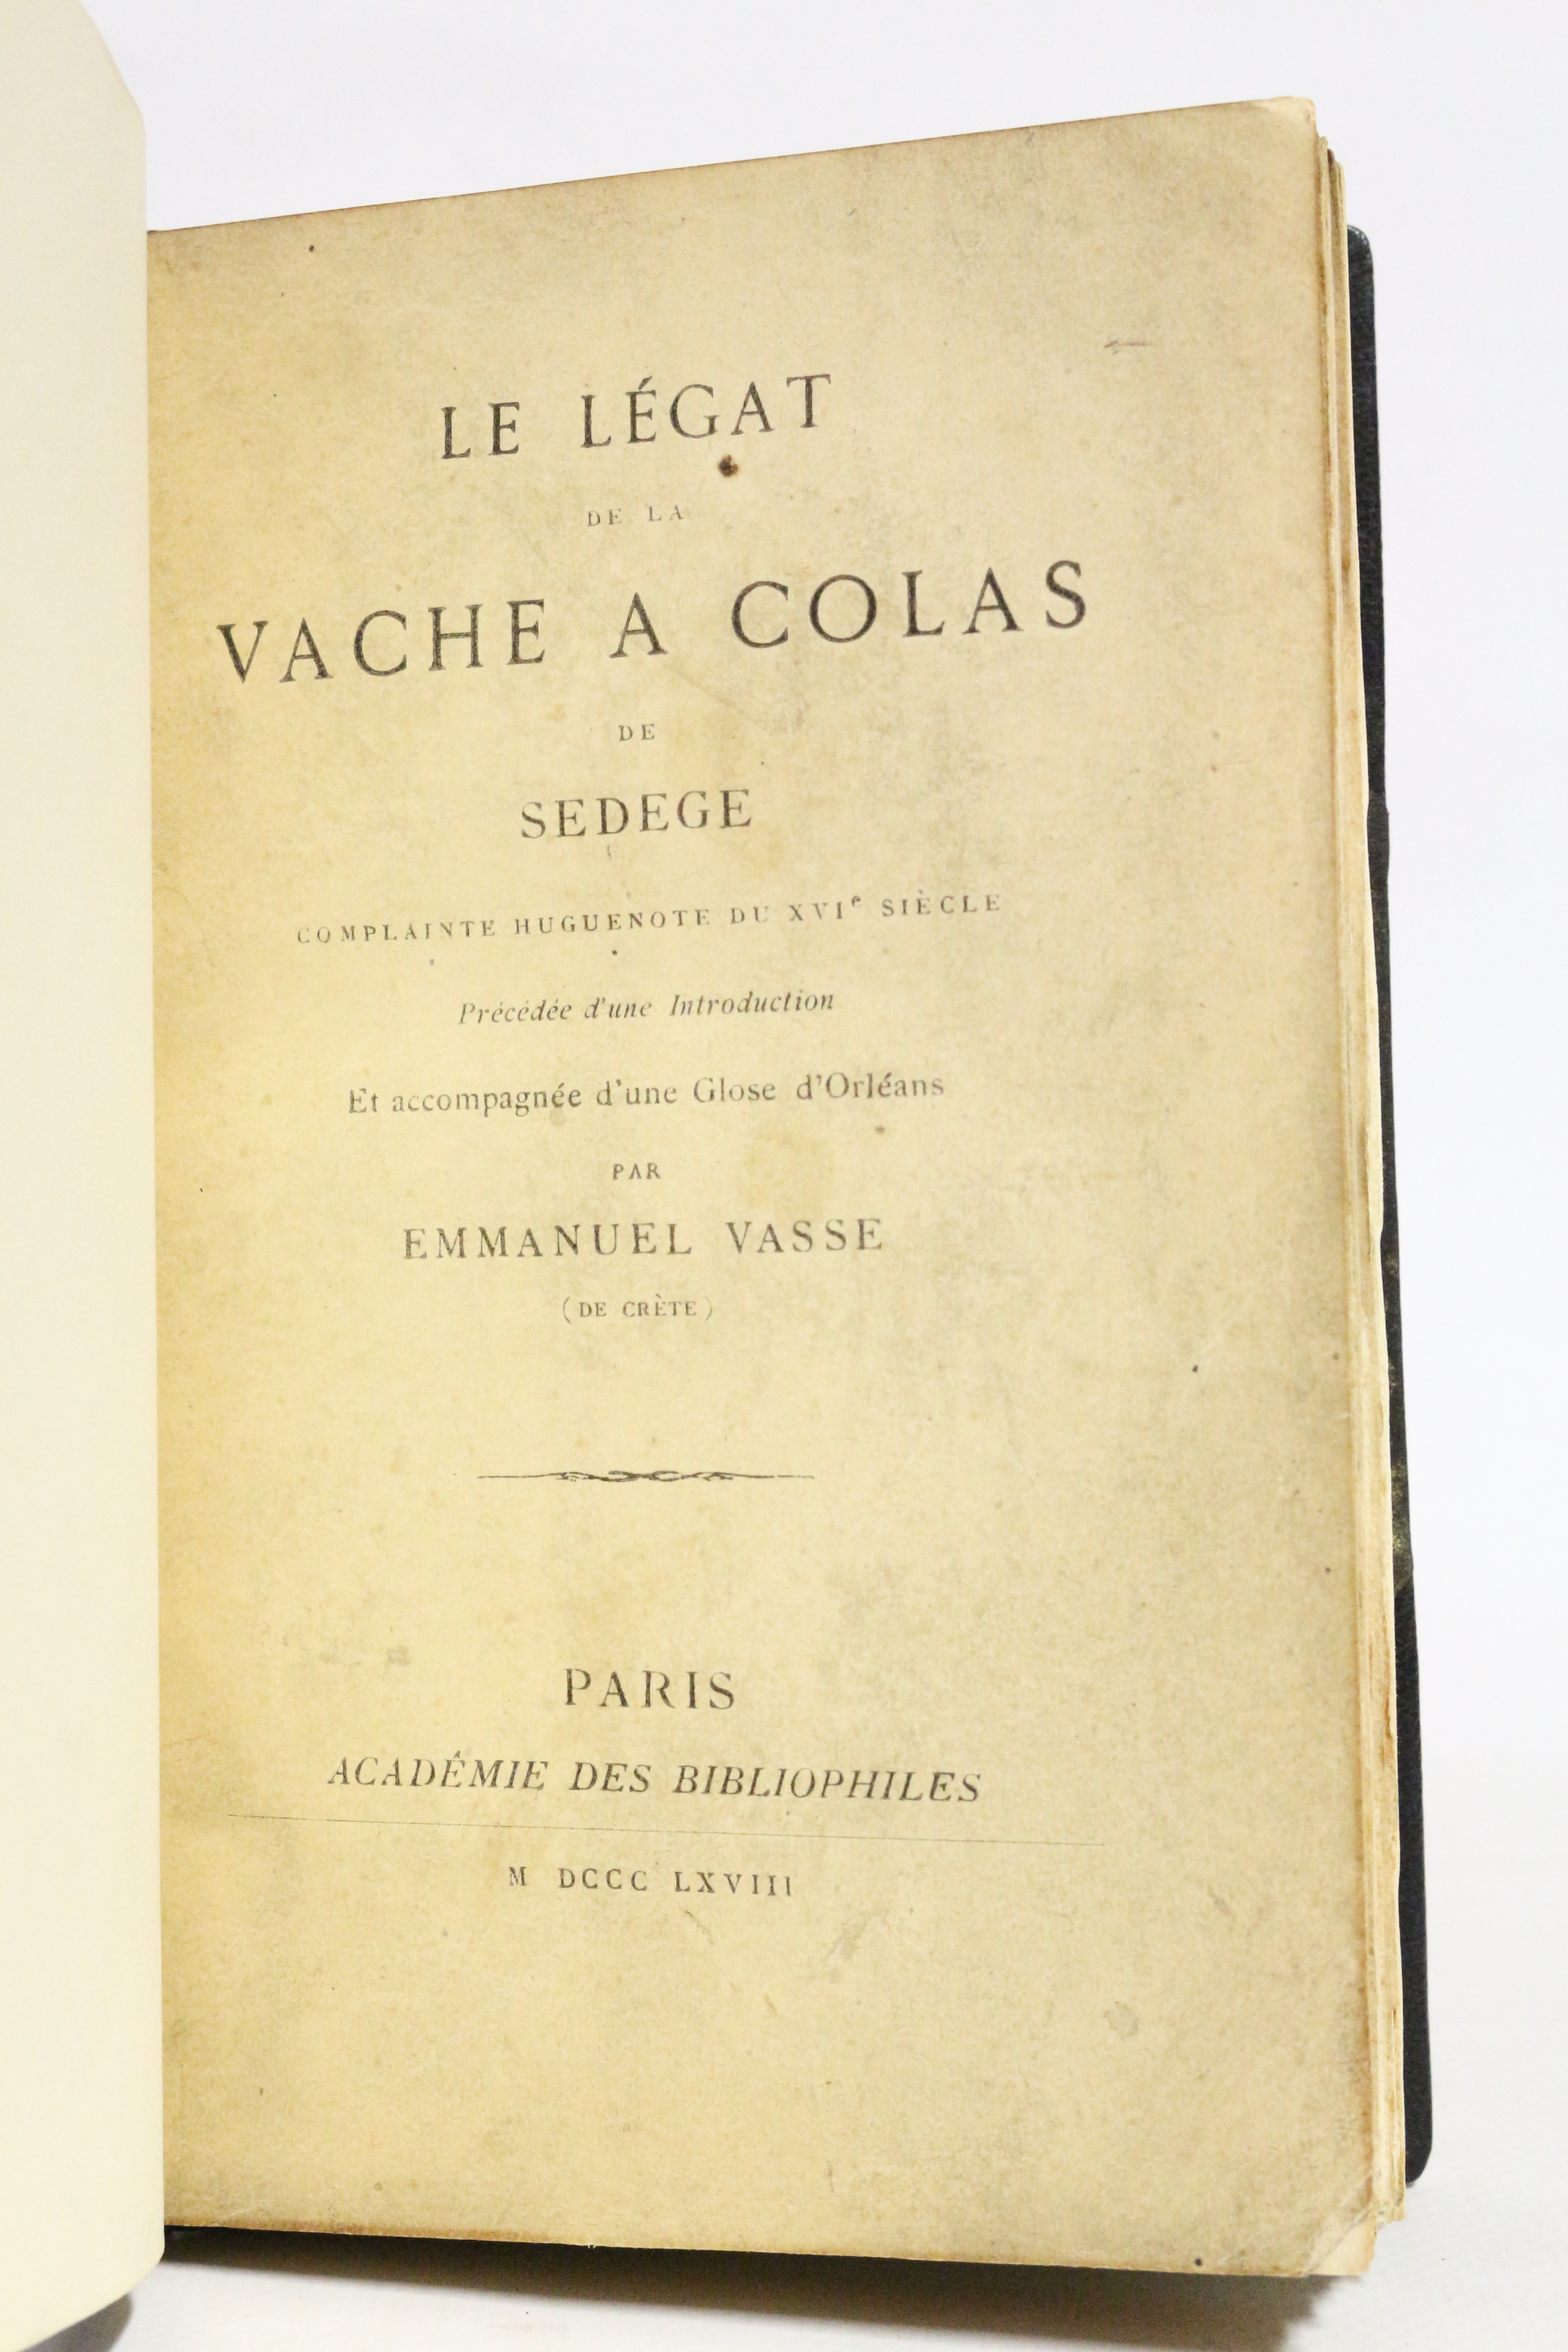 LE LÉGAT
DE LA
VACHE A COLAS
DE
SEDEGE
COMPLAINTE HUGUENOTE DU XVIe SIÈCLE
Précédée d'une Introduction
Et accompagnée d'une Glose d'Orléans
PAR
EMMANUEL VASSE
(DE CRÈTE)
PARIS
ACADÉMIE DES BIBLIOPHILES
M DCCC LXVIII